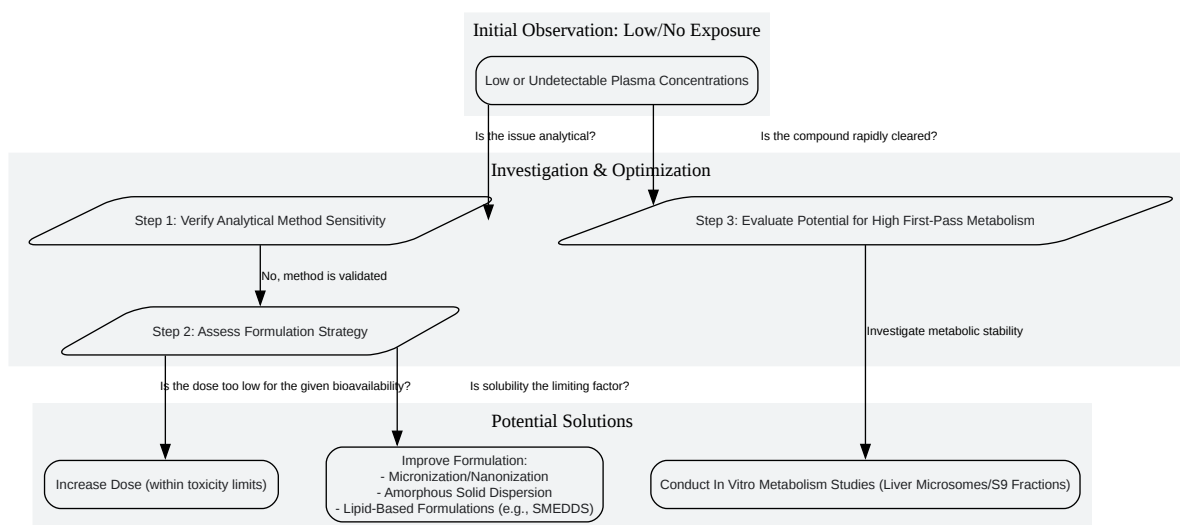 Initial Observation: Low/No Exposure
Low or Undetectable Plasma Concentrations
Is the issue analytical?
Is the compound rapidly cleared?
Investigation & Optimization
Step 1: Verify Analytical Method Sensitivity
Step 3: Evaluate Potential for High First-Pass Metabolism
No, method is validated
Step 2: Assess Formulation Strategy
Investigate metabolic stability
Is the dose too low for the given bioavailability?
Is solubility the limiting factor?
Potential Solutions
Increase Dose (within toxicity limits)
Improve Formulation:
- Micronization/Nanonization
- Amorphous Solid Dispersion
- Lipid-Based Formulations (e.g., SMEDDS)
Conduct In Vitro Metabolism Studies (Liver Microsomes/S9 Fractions)